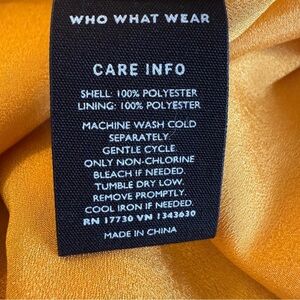 WHO WHAT WEAR
CARE INFO
SHELL: 100% POLYESTER
LINING: 100% POLYESTER
MACHINE WASH COLD
SEPARATELY.
GENTLE CYCLE.
ONLY NON-CHLORINE
BLEACH IF NEEDED.
TUMBLE DRY LOW.
REMOVE PROMPTLY.
COOL IRON IF NEEDED.
RN 17730 VN 1343630
MADE IN CHINA